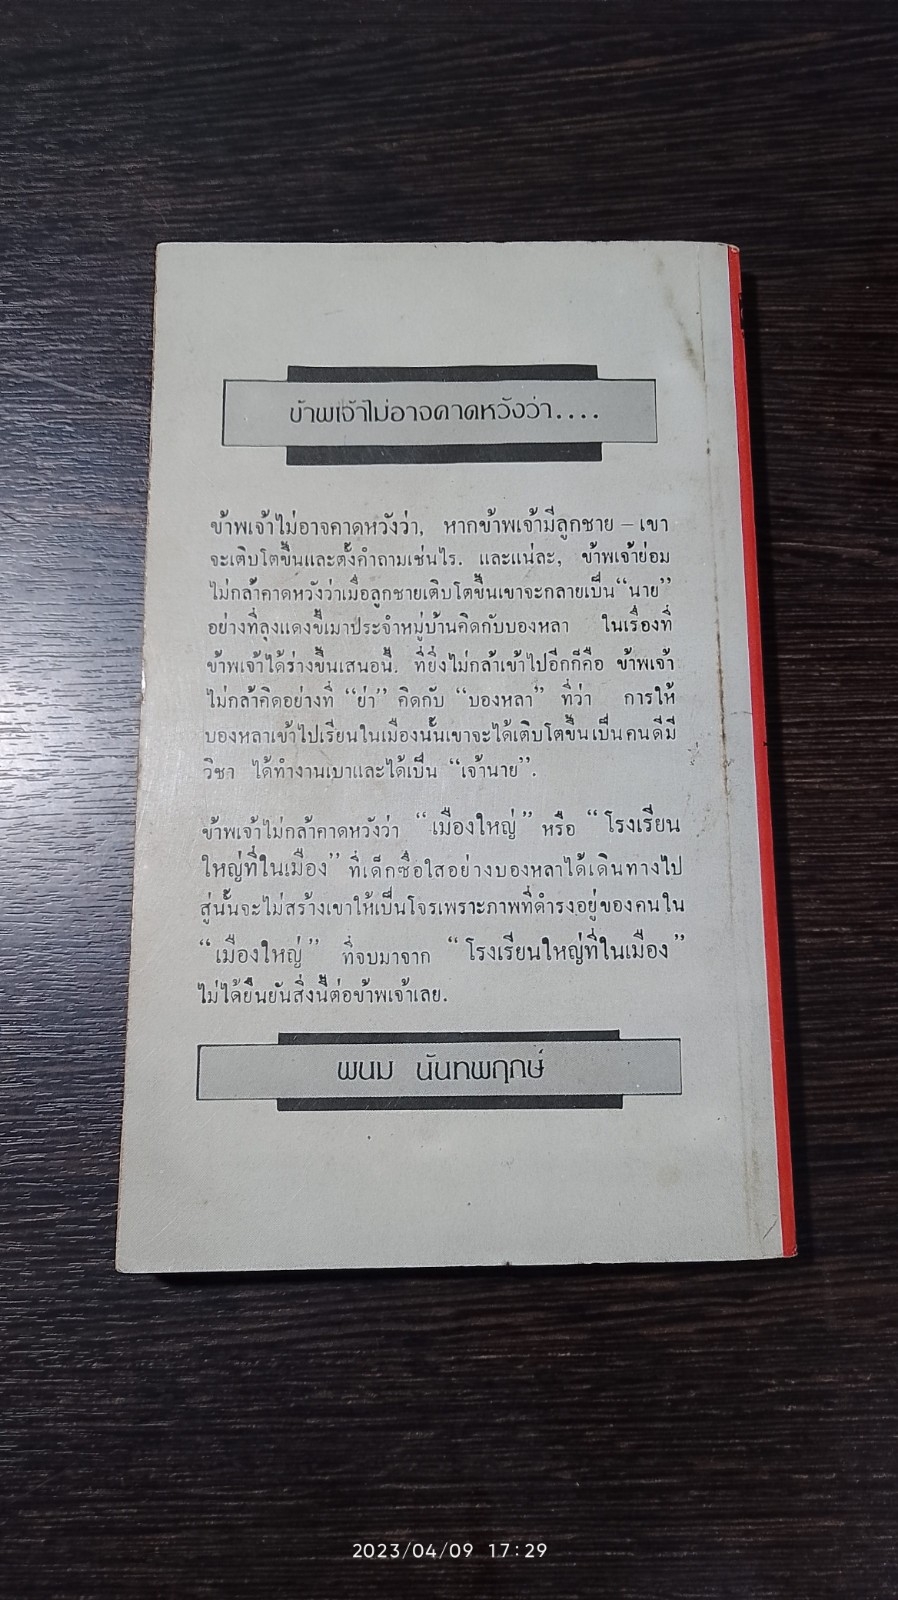 ข้าพเจ้าไม่อาจคาดหวังว่า....
ข้าพเจ้าไม่อาจคาดหวังว่า, หากข้าพเจ้ามีลูกชาย – เขา
จะเติบโตขึ้นและตั้งคำถามเช่นไร. และแน่ละ, ข้าพเจ้าย่อม
ไม่กล้าคาดหวังว่าเมื่อลูกชายเติบโตขึ้นเขาจะกลายเป็น“นาย”
อย่างที่ลุงแดงขี้เมาประจำหมู่บ้านคิดกับบองหลา ในเรื่องที่
ข้าพเจ้าได้ร่างขึ้นเสนอนี้. ที่ยิ่งไม่กล้าเข้าไปอีกก็คือ ข้าพเจ้า
ไม่กล้าคิดอย่างที่ “ย่า” คิดกับ “บองหลา” ที่ว่า การให้
บองหลาเข้าไปเรียนในเมืองนั้นเขาจะได้เติบโตขึ้นเป็นคนดีมี
วิชา ได้ทำงานเบาและได้เป็น “เจ้านาย”.
ข้าพเจ้าไม่กล้าคาดหวังว่า “เมืองใหญ่” หรือ “โรงเรียน
ใหญ่ที่ในเมือง” ที่เด็กซื่อใสอย่างบองหลาได้เดินทางไป
สู่นั้นจะไม่สร้างเขาให้เป็นโจรเพราะภาพที่ดำรงอยู่ของคนใน
“เมืองใหญ่” ที่จบมาจาก “โรงเรียนใหญ่ที่ในเมือง”
ไม่ได้ยืนยันสิ่งนี้ต่อข้าพเจ้าเลย.
พนม นันทพฤกษ์
2023/04/09 17:29